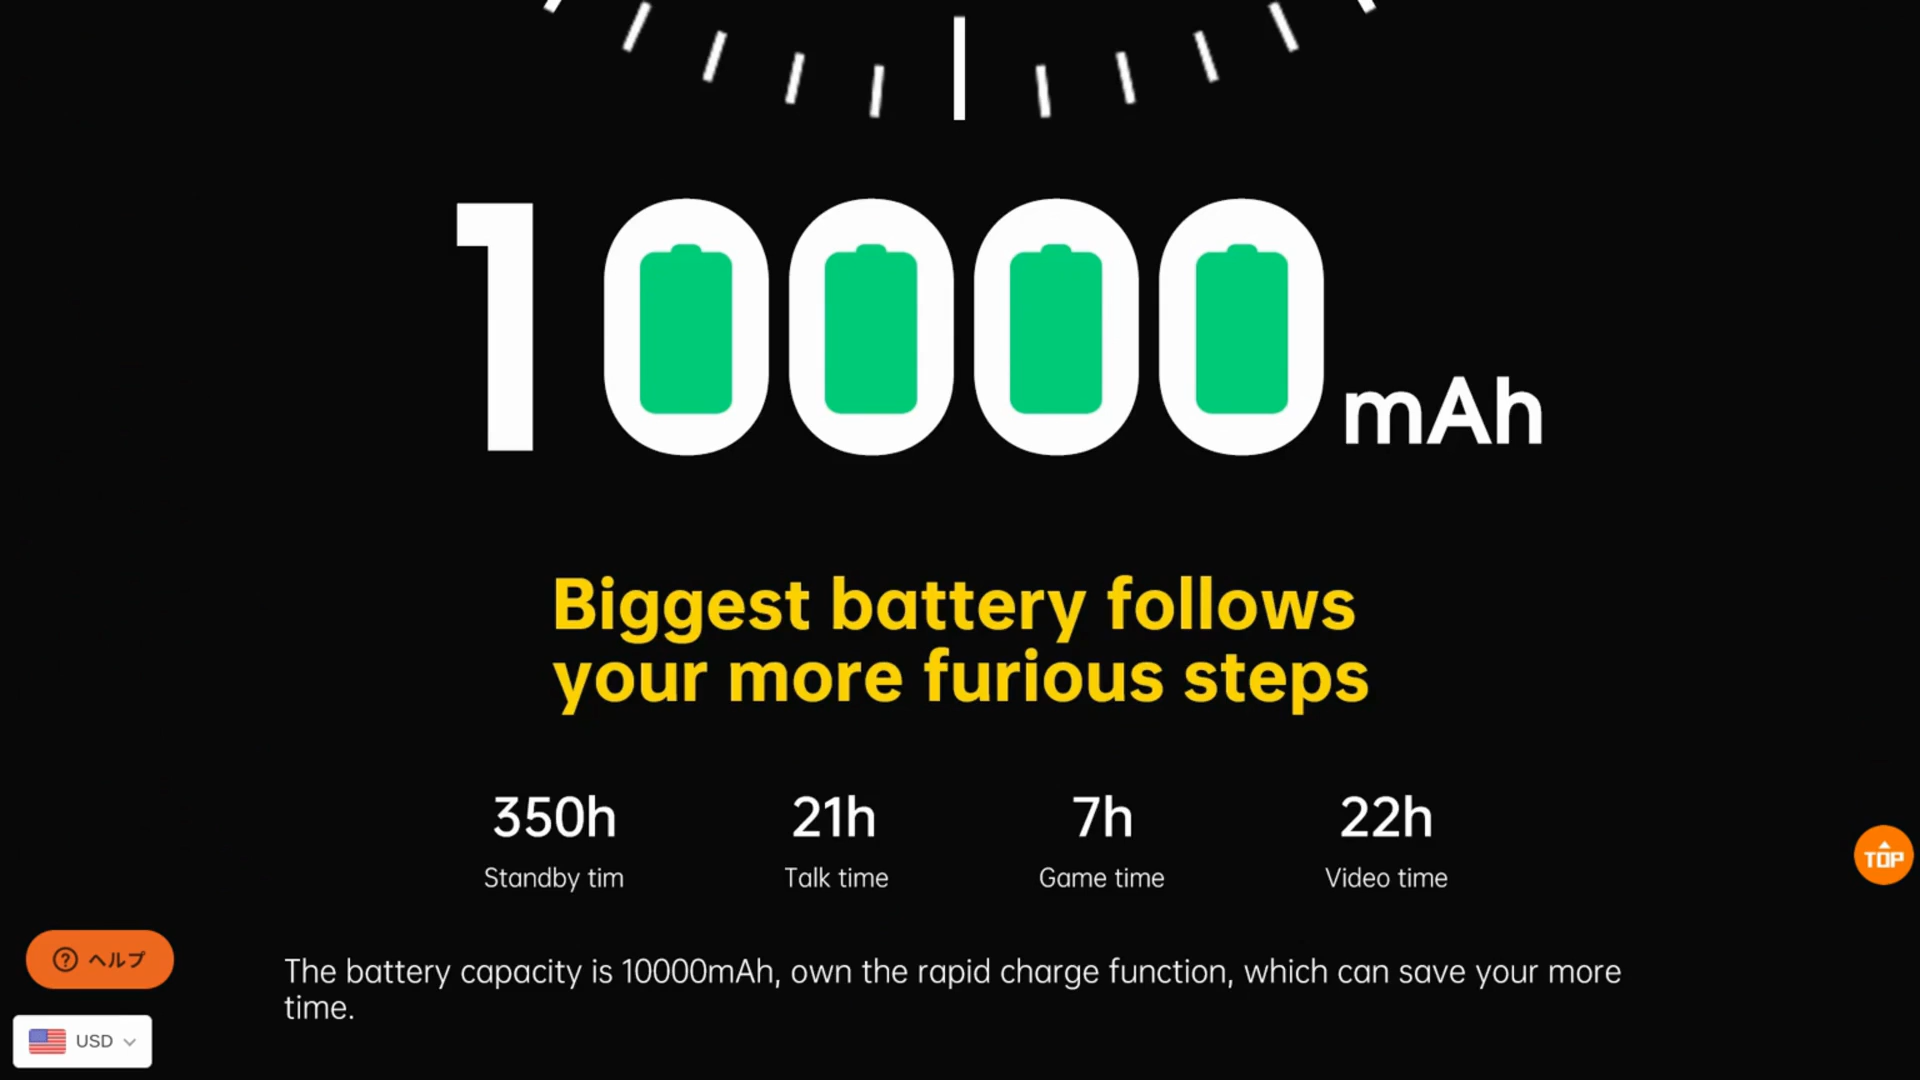 10000mAh
Biggest battery follows
your more furious steps
350h
21h
7h
22h
Standby tim
Talk time
Game time
Video time
TOP
ヘルプ
The battery capacity is 10000mAh, own the rapid charge function, which can save your more
time.
USD